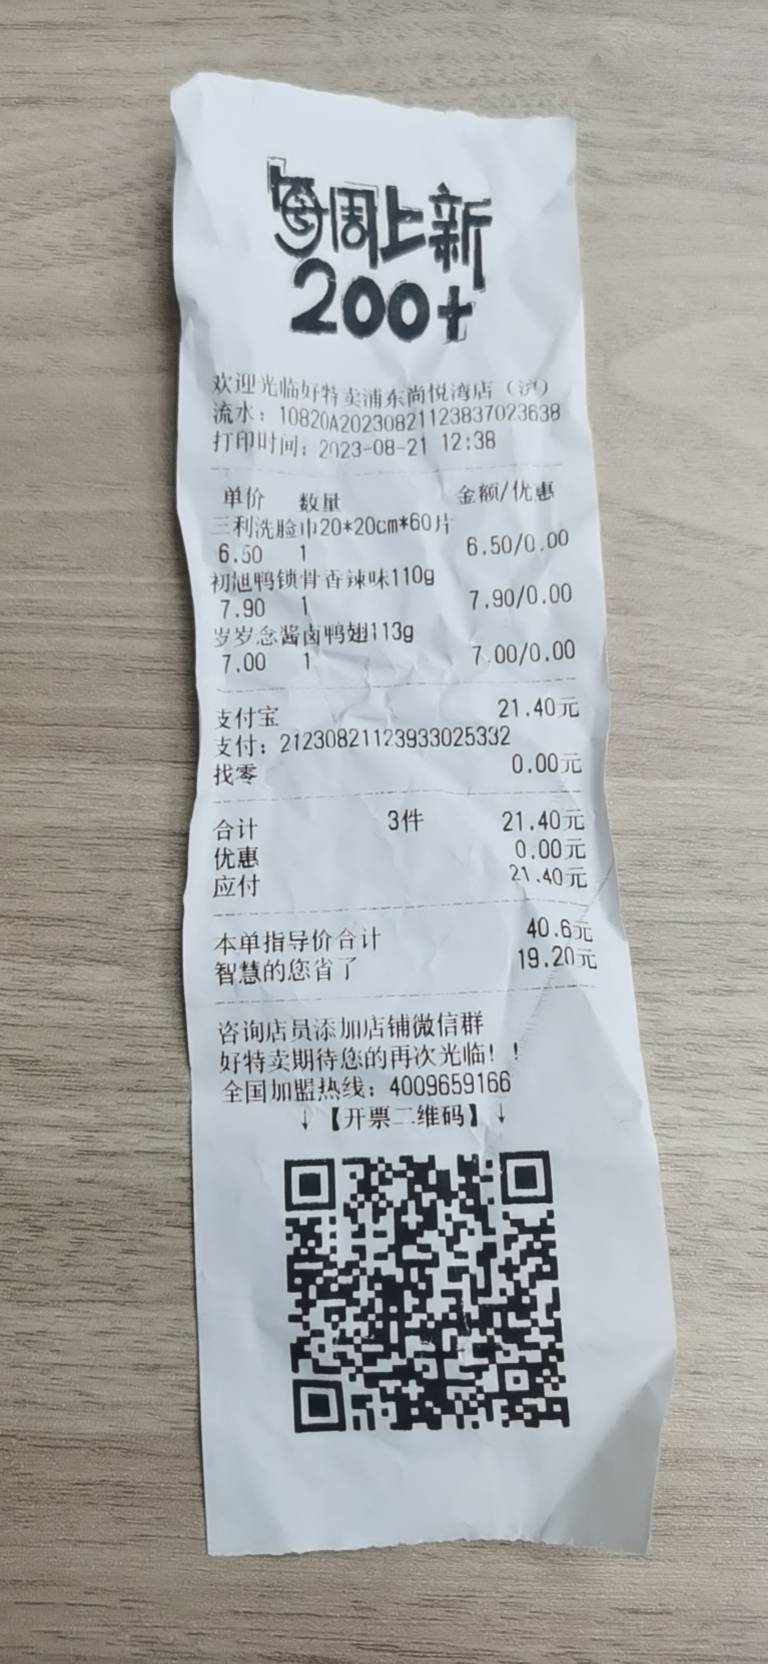 每周上新
200+
欢迎光临好特卖浦东尚悦湾店（沪）
流水：10820A20230821123837023638
打印时间：2023-08-21 12:38
单价 数量 金额/优惠
三利洗脸巾20*20cm*60片
6.50 1 6.50/0.00
初旭鸭锁骨香辣味110g
7.90 1 7.90/0.00
岁岁念酱卤鸭翅113g
7.00 1 7.00/0.00
支付宝 21.40元
支付：21230821123933025332
找零 0.00元
合计 3件 21.40元
优惠 0.00元
应付 21.40元
本单指导价合计 40.6元
智慧的您省了 19.20元
咨询店员添加店铺微信群
好特卖期待您的再次光临！！
全国加盟热线：4009659166
↓【开票二维码】↓